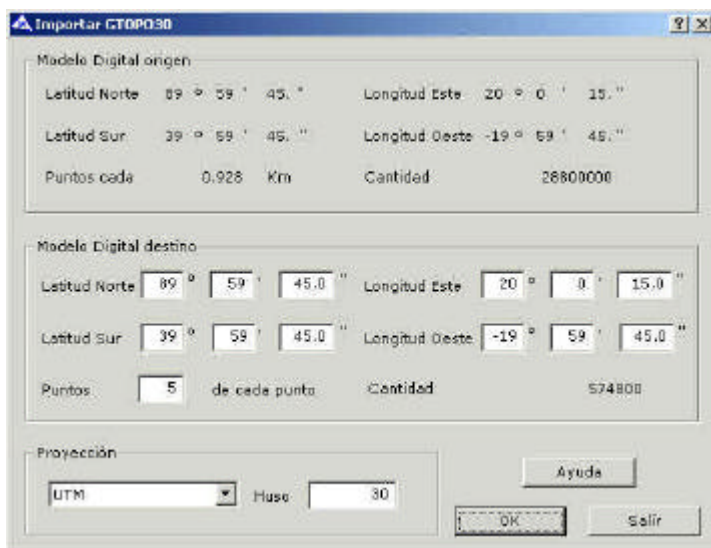 Importar GTOPO30
Modelo Digital origen
Latitud Norte 89 º 59 ' 45. " Longitud Este 20 º 0 ' 15. "
Latitud Sur 39 º 59 ' 45. " Longitud Oeste -19 º 59 ' 45. "
Puntos cada 0.928 Km Cantidad 28800000
Modelo Digital destino
Latitud Norte 89 º 59 ' 45.0 " Longitud Este 20 º 0 ' 15.0 "
Latitud Sur 39 º 59 ' 45.0 " Longitud Oeste -19 º 59 ' 45.0 "
Puntos 5 de cada punto Cantidad 574800
Proyección
UTM Huso 30
Ayuda
OK Salir